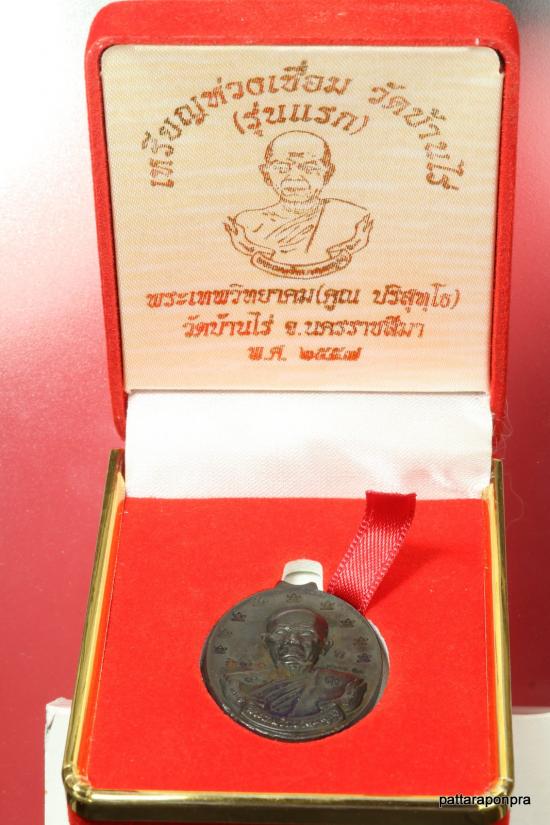 เหรียญห่วงเชื่อม วัดบ้านไร่
(รุ่นแรก)
พระเทพวิทยาคม(คูณ ปริสุทฺโธ)
วัดบ้านไร่ จ.นครราชสีมา
พ.ศ. ๒๕๕๗
pattaraponpra